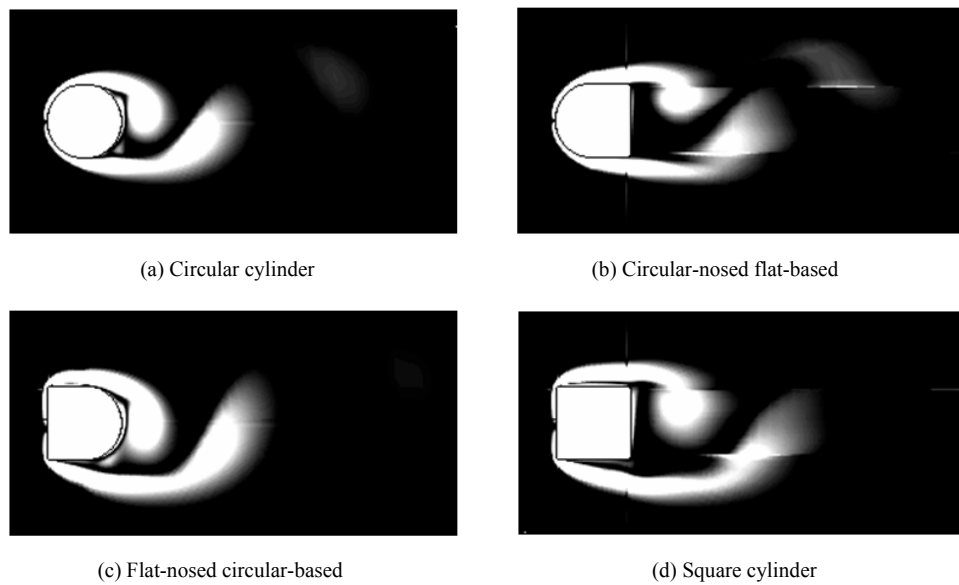 (a) Circular cylinder
(b) Circular-nosed flat-based
(c) Flat-nosed circular-based
(d) Square cylinder